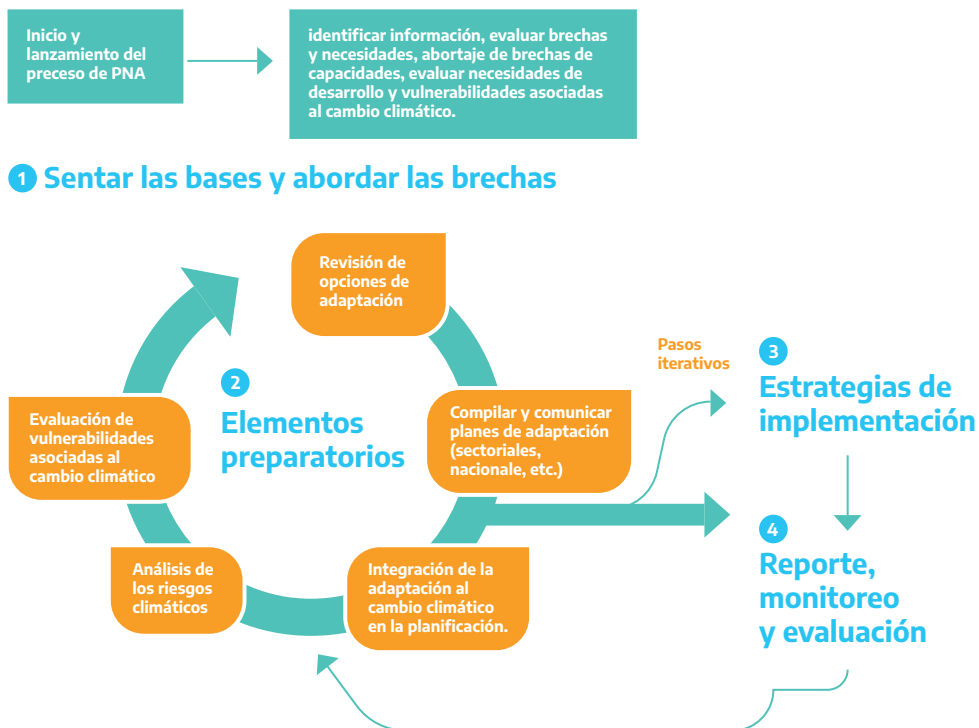 Inicio y
lanzamiento del
preceso de PNA
identificar información, evaluar brechas
y necesidades, abortaje de brechas de
capacidades, evaluar necesidades de
desarrollo y vulnerabilidades asociadas
al cambio climático.
1 Sentar las bases y abordar las brechas
Revisión de
opciones de
adaptación
Pasos
iterativos
3
Estrategias de
implementación
2
Elementos
preparatorios
Evaluación de
vulnerabilidades
asociadas al
cambio climático
Compilar y comunicar
planes de adaptación
(sectoriales,
nacionale, etc.)
4
Reporte,
monitoreo
y evaluación
Análisis de
los riesgos
climáticos
Integración de la
adaptación al
cambio climático
en la planificación.